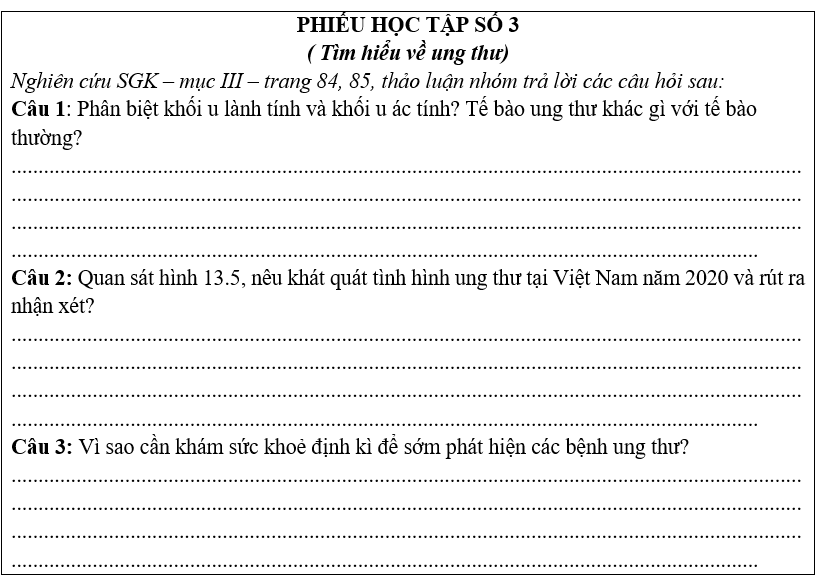 PHIẾU HỌC TẬP SỐ 3
( Tìm hiểu về ung thư)
Nghiên cứu SGK – mục III – trang 84, 85, thảo luận nhóm trả lời các câu hỏi sau:
Câu 1: Phân biệt khối u lành tính và khối u ác tính? Tế bào ung thư khác gì với tế bào
thường?
Câu 2: Quan sát hình 13.5, nêu khát quát tình hình ung thư tại Việt Nam năm 2020 và rút ra
nhận xét?
Câu 3: Vì sao cần khám sức khoẻ định kì để sớm phát hiện các bệnh ung thư?